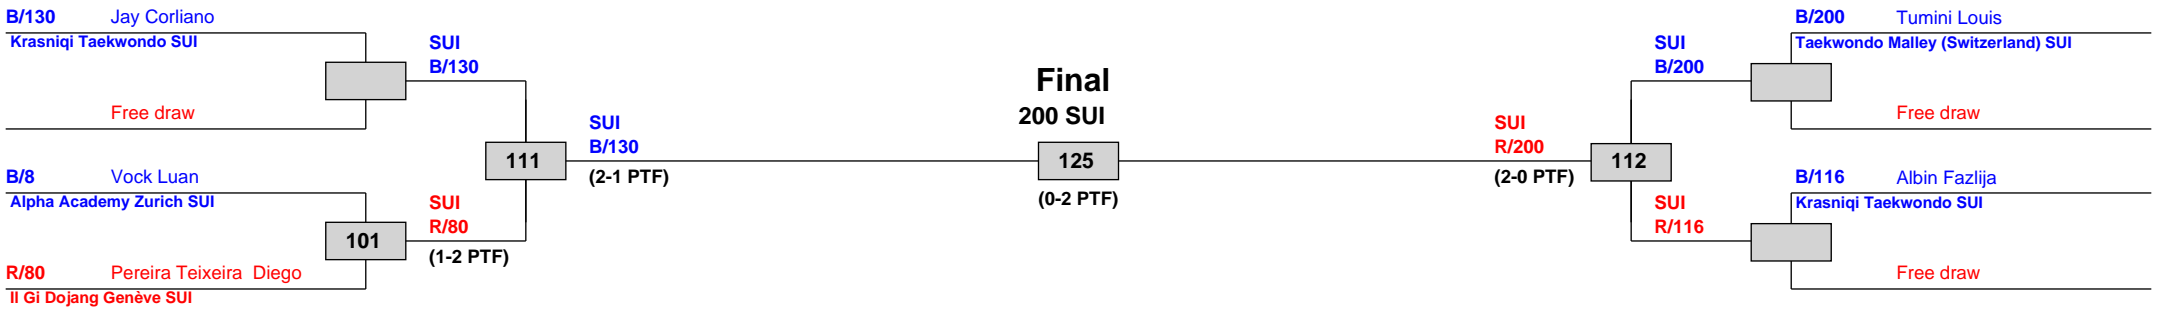 B/130 Jay Corliano
Krasniqi Taekwondo SUI
Free draw
B/8 Vock Luan
Alpha Academy Zurich SUI
R/80 Pereira Teixeira  Diego
Il Gi Dojang Genève SUI
101
SUI
B/130
SUI
R/80
(1-2 PTF)
111
SUI
B/130
(2-1 PTF)
Final
200 SUI
125
(0-2 PTF)
SUI
R/200
(2-0 PTF)
112
SUI
B/200
SUI
R/116
B/200 Tumini Louis
Taekwondo Malley (Switzerland) SUI
Free draw
B/116 Albin Fazlija
Krasniqi Taekwondo SUI
Free draw